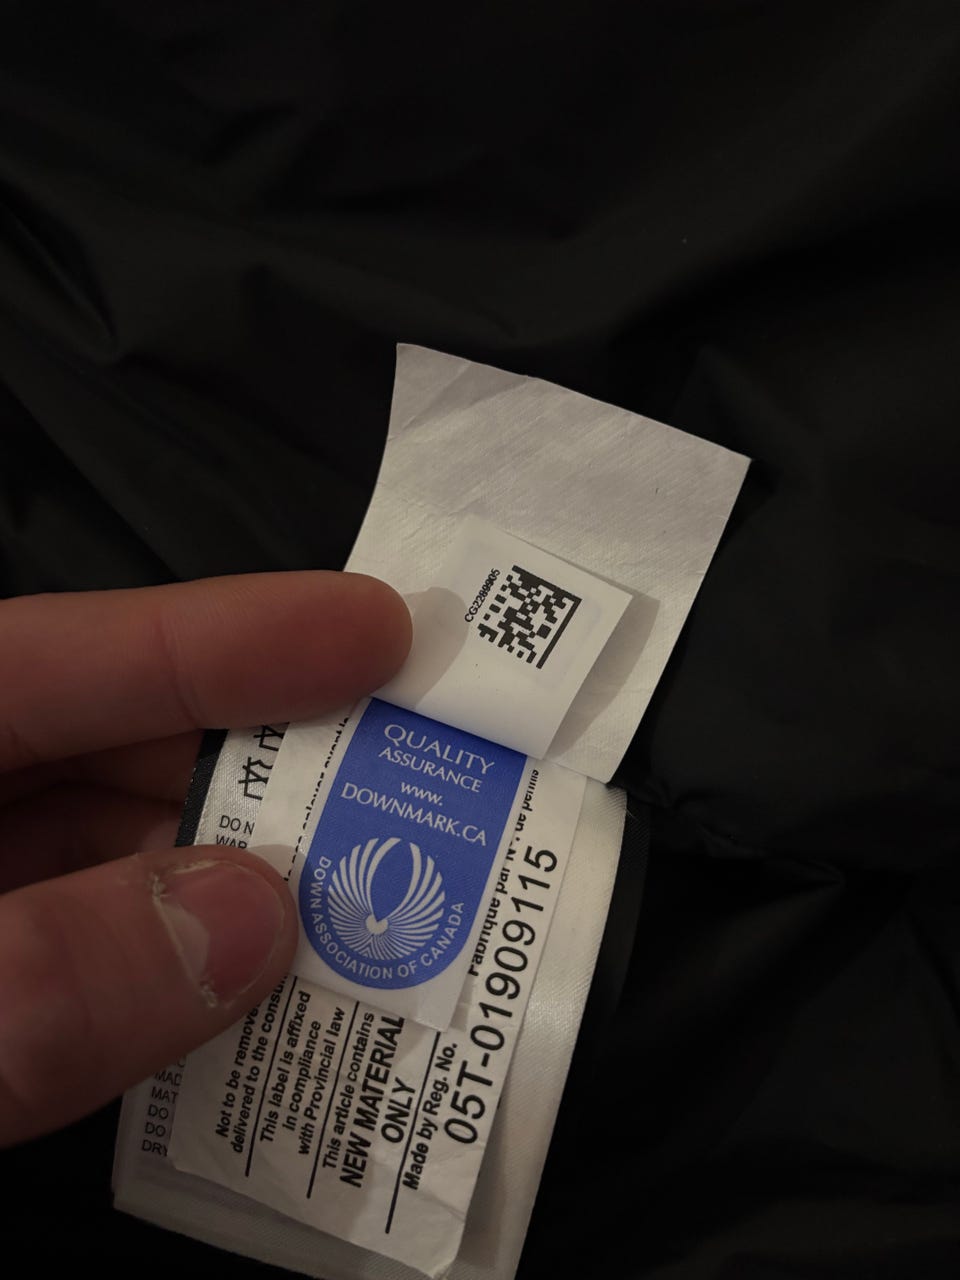 CG2289905
QUALITY
ASSURANCE
www.
DOWNMARK.CA
DOWN ASSOCIATION OF CANADA
DO N
WAR
Not to be remove
delivered to the consu
This label is affixed
in compliance
with Provincial law
This article contains
NEW MATERIAL
ONLY
Made by Reg. No.
05T-01909115
Fabriqué par N°. de permis
MAD
MAT
DO
DO
DRY